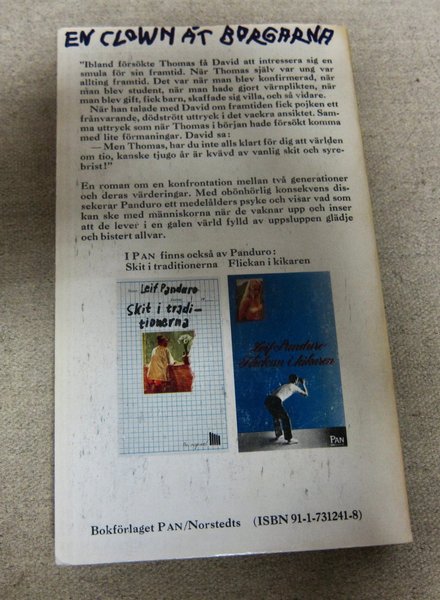 EN CLOWN ÅT BORGARNA
"Ibland försökte Thomas få David att intressera sig en
smula för sin framtid. När Thomas själv var ung var
allting framtid. Det var när man blev konfirmerad, när
man blev student, när man hade gjort värnplikten, när
man blev gift, fick barn, skaffade sig villa, och så vidare.
När han talade med David om framtiden fick pojken ett
frånvarande, dödstrött uttryck i det vackra ansiktet. Sam-
ma uttryck som när Thomas i början hade försökt komma
med lite förmaningar. David sa:
— Men Thomas, har du inte alls klart för dig att världen
om tio, kanske tjugo år är kvävd av vanlig skit och syre-
brist!"
En roman om en konfrontation mellan två generationer
och deras värderingar. Med obönhörlig konsekvens dis-
sekerar Panduro ett medelålders psyke och visar vad som
kan ske med människorna när de vaknar upp och inser
att de lever i en galen värld fylld av uppsluppen glädje
och bistert allvar.
I PAN finns också av Panduro:
Skit i traditionerna Flickan i kikaren
Leif Panduro
Skit i tradi-
tionerna
Leif Panduro
Flickan i kikaren
PAN
Bokförlaget PAN/Norstedts (ISBN 91-1-731241-8)